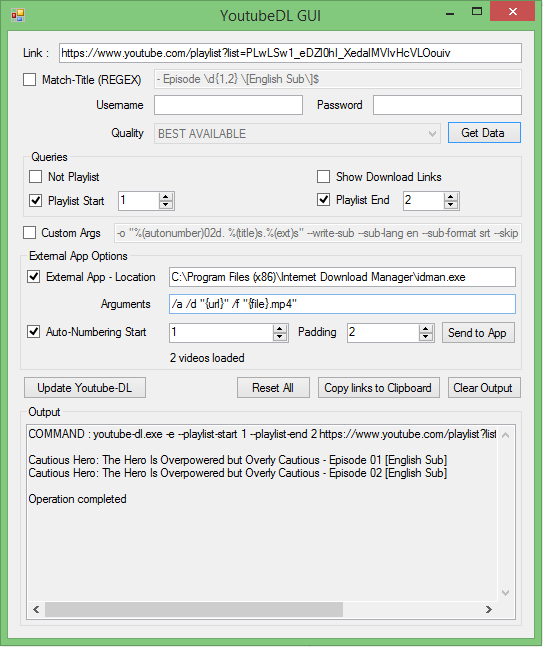 YoutubeDL GUI
Link : https://www.youtube.com/playlist?list=PLwLSw1_eDZI0hI_XedaIMVIvHcVLOouiv
Match-Title (REGEX) - Episode \d{1,2} \[English Sub\]$
Username Password
Quality BEST AVAILABLE Get Data
Queries
Not Playlist Show Download Links
Playlist Start 1 Playlist End 2
Custom Args -o "%(autonumber)02d. %(title)s.%(ext)s" --write-sub --sub-lang en --sub-format srt --skip
External App Options
External App - Location C:\Program Files (x86)\Internet Download Manager\idman.exe
Arguments /a /d "{url}" /f "{file}.mp4"
Auto-Numbering Start 1 Padding 2 Send to App
2 videos loaded
Update Youtube-DL Reset All Copy links to Clipboard Clear Output
Output
COMMAND : youtube-dl.exe -e --playlist-start 1 --playlist-end 2 https://www.youtube.com/playlist?list
Cautious Hero: The Hero Is Overpowered but Overly Cautious - Episode 01 [English Sub]
Cautious Hero: The Hero Is Overpowered but Overly Cautious - Episode 02 [English Sub]
Operation completed